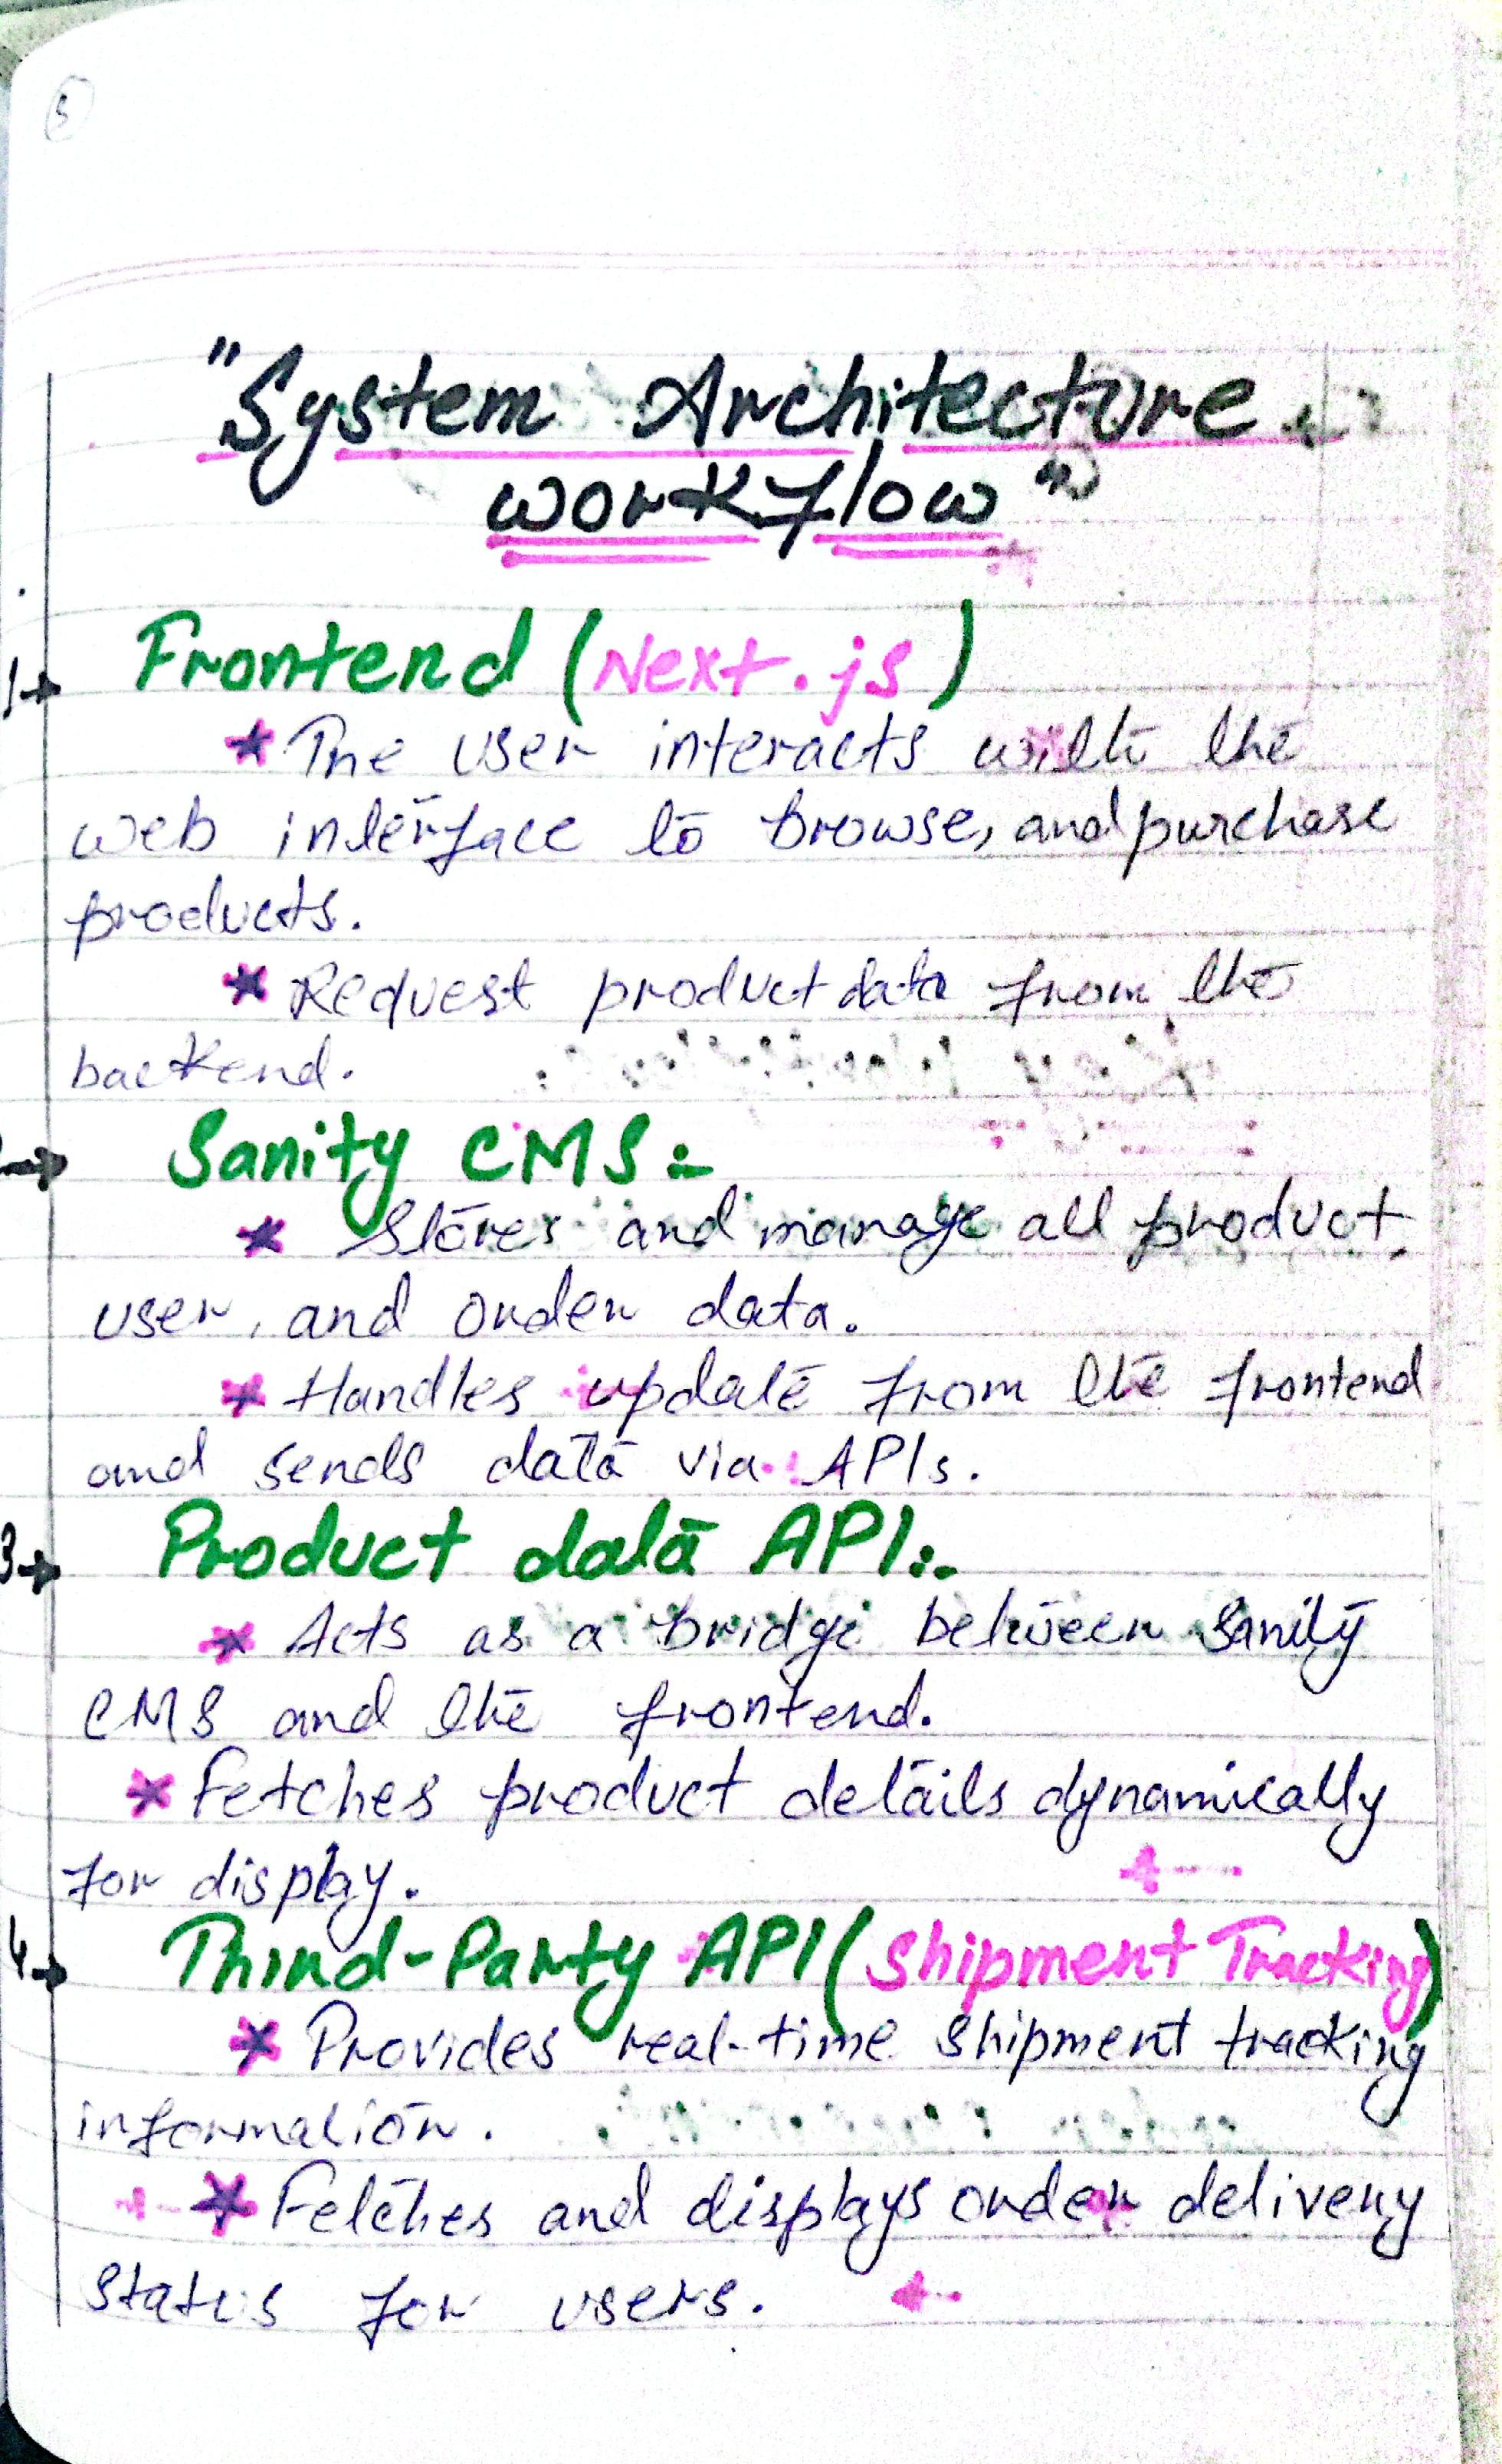 5
"System Architecture
workflow"
1→ Frontend (Next.js)
* The user interacts with the
web interface to browse, and purchase
products.
* Request product data from the
backend.
→ Sanity CMS:-
* Stores and manage all product,
user, and order data.
* Handles update from the frontend
and sends data via APIs.
3→ Product data API:-
* Acts as a bridge between Sanity
CMS and the frontend.
* Fetches product details dynamically
for display.
4→ Third-Party API (Shipment Tracking)
* Provides real-time shipment tracking
information.
* Fetches and displays order delivery
status for users.